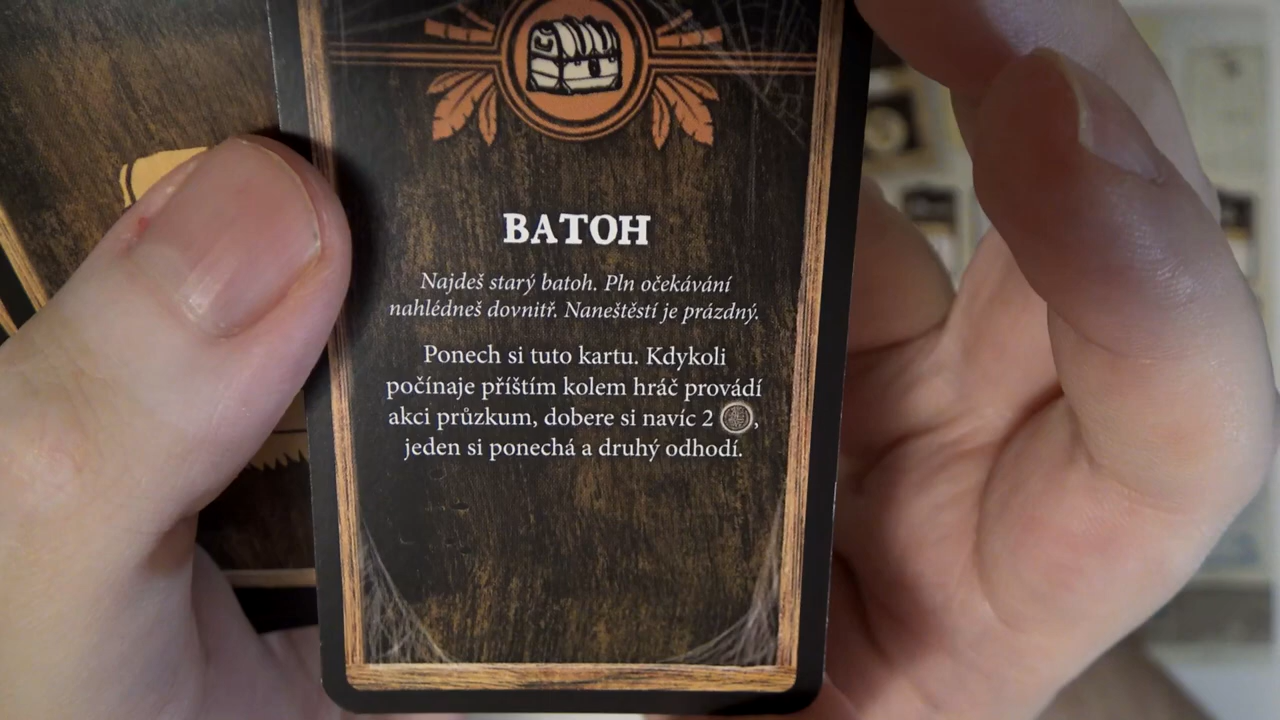 BATOH
Najdeš starý batoh. Pln očekávání
nahlédneš dovnitř. Naneštěstí je prázdný.
Ponech si tuto kartu. Kdykoli
počínaje příštím kolem hráč provádí
akci průzkum, dobere si navíc 2 ,
jeden si ponechá a druhý odhodí.